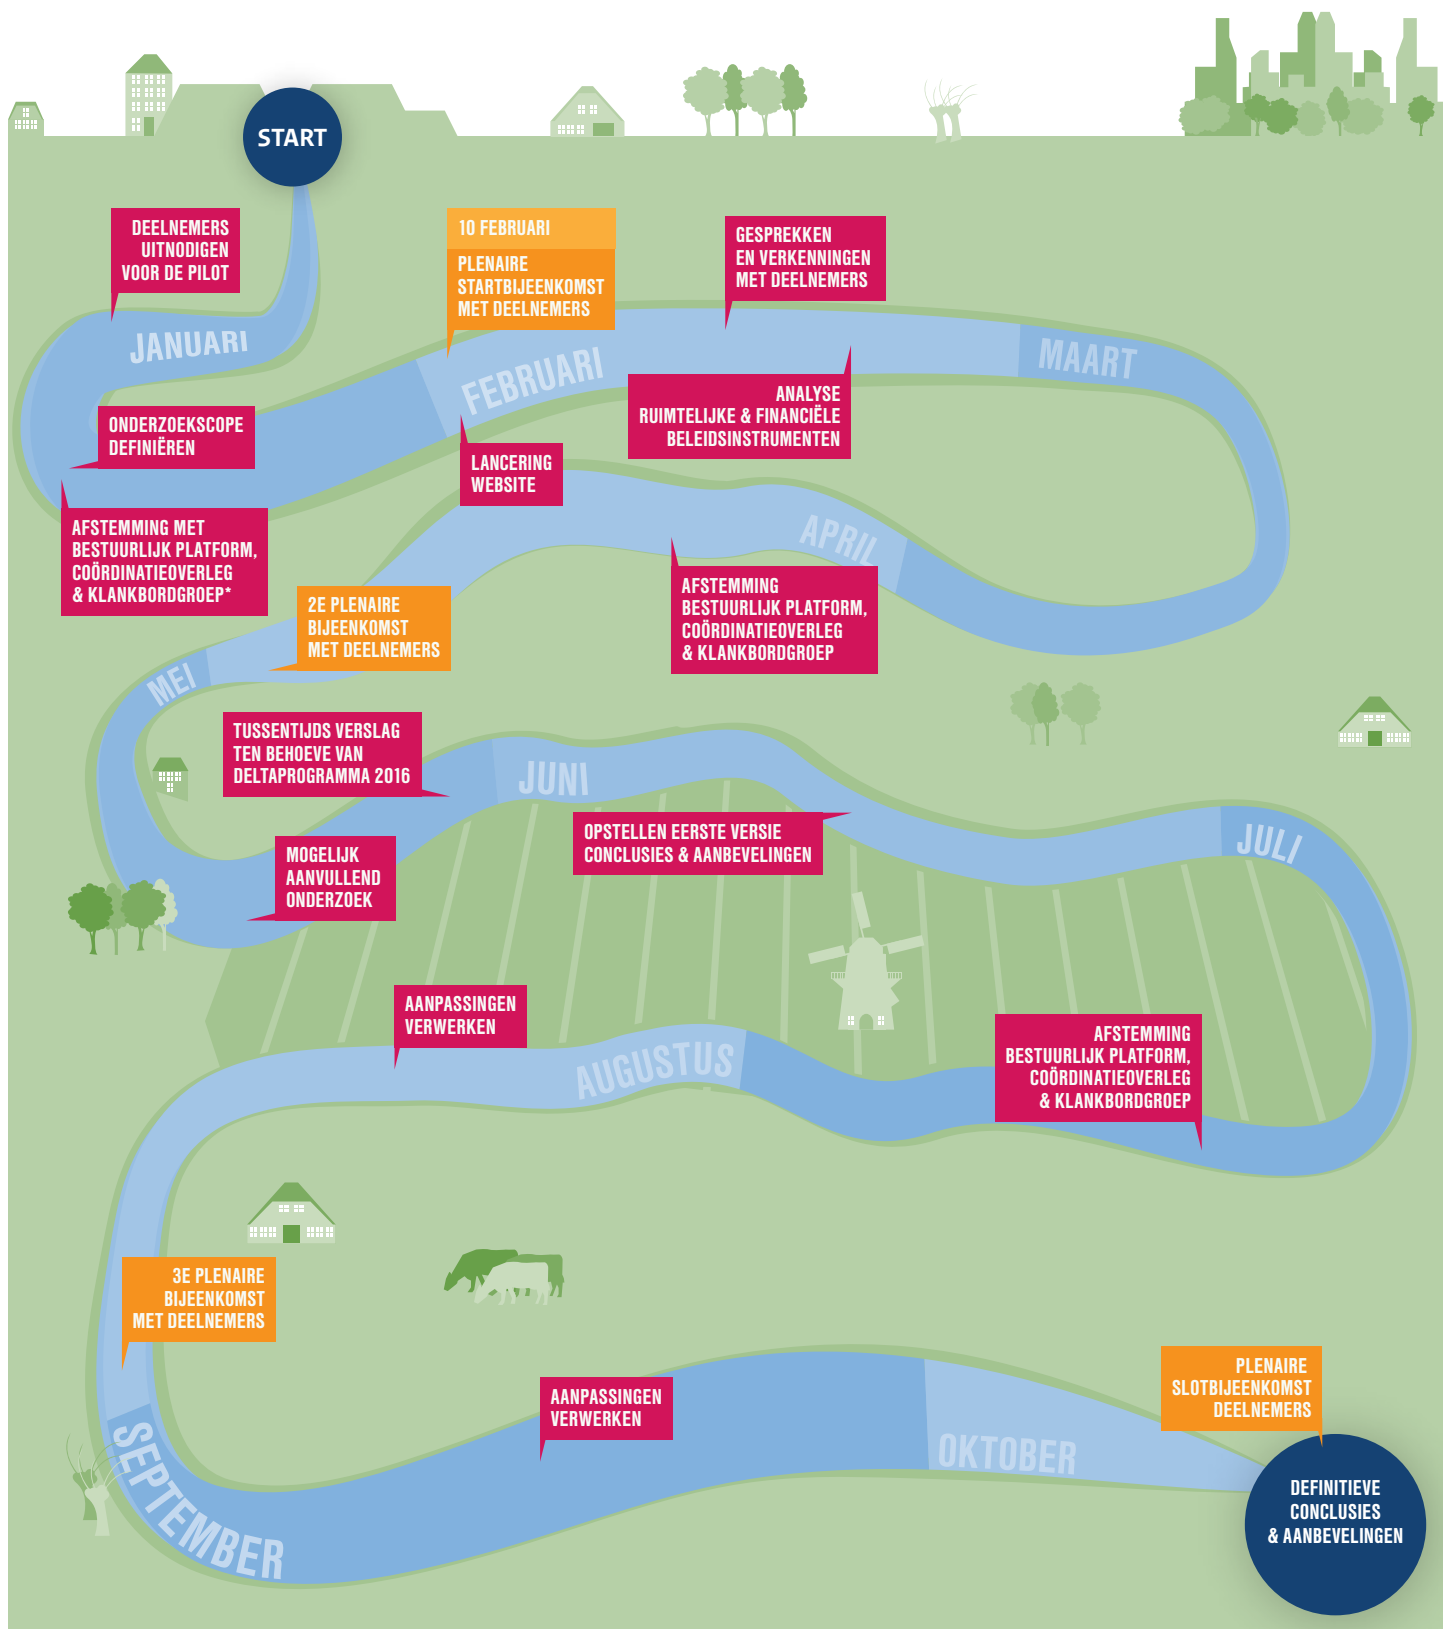 START
DEELNEMERS
UITNODIGEN
VOOR DE PILOT
JANUARI
ONDERZOEKSCOPE
DEFINIËREN
AFSTEMMING MET
BESTUURLIJK PLATFORM,
COÖRDINATIEOVERLEG
& KLANKBORDGROEP*
10 FEBRUARI
PLENAIRE
STARTBIJEENKOMST
MET DEELNEMERS
FEBRUARI
LANCERING
WEBSITE
GESPREKKEN
EN VERKENNINGEN
MET DEELNEMERS
ANALYSE
RUIMTELIJKE & FINANCIËLE
BELEIDSINSTRUMENTEN
MAART
APRIL
AFSTEMMING
BESTUURLIJK PLATFORM,
COÖRDINATIEOVERLEG
& KLANKBORDGROEP
2E PLENAIRE
BIJEENKOMST
MET DEELNEMERS
MEI
MOGELIJK
AANVULLEND
ONDERZOEK
TUSSENTIJDS VERSLAG
TEN BEHOEVE VAN
DELTAPROGRAMMA 2016
JUNI
OPSTELLEN EERSTE VERSIE
CONCLUSIES & AANBEVELINGEN
JULI
AFSTEMMING
BESTUURLIJK PLATFORM,
COÖRDINATIEOVERLEG
& KLANKBORDGROEP
AUGUSTUS
AANPASSINGEN
VERWERKEN
3E PLENAIRE
BIJEENKOMST
MET DEELNEMERS
SEPTEMBER
AANPASSINGEN
VERWERKEN
OKTOBER
PLENAIRE
SLOTBIJEENKOMST
DEELNEMERS
DEFINITIEVE
CONCLUSIES
& AANBEVELINGEN